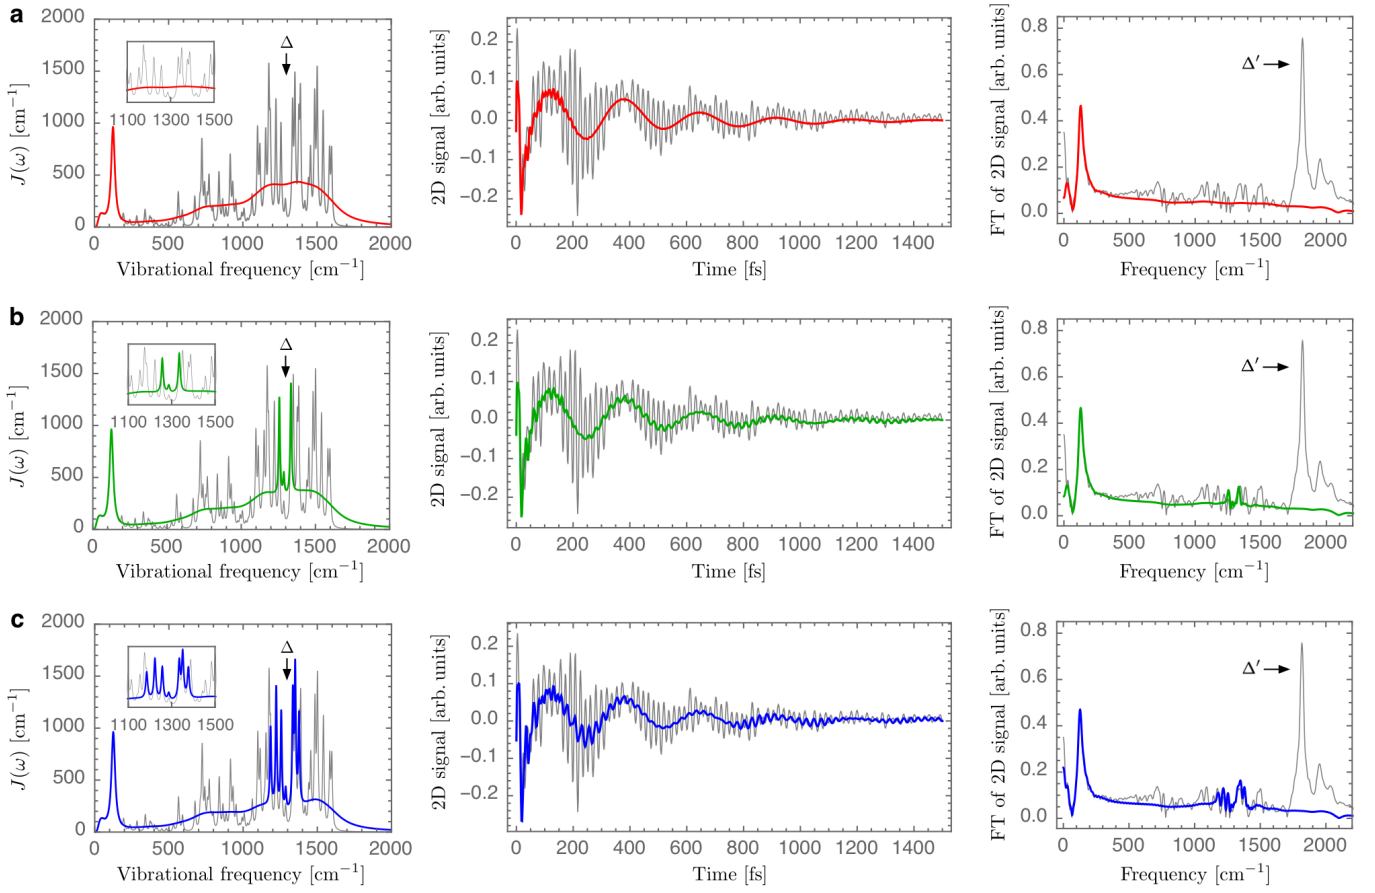 a
J(ω) [cm⁻¹]
2000
1500
1000
500
0
Δ
1100 1300 1500
0 500 1000 1500 2000
Vibrational frequency [cm⁻¹]
2D signal [arb. units]
0.2
0.1
0.0
−0.1
−0.2
0 200 400 600 800 1000 1200 1400
Time [fs]
FT of 2D signal [arb. units]
0.8
0.6
0.4
0.2
0.0
Δ′
0 500 1000 1500 2000
Frequency [cm⁻¹]
b
J(ω) [cm⁻¹]
2000
1500
1000
500
0
Δ
1100 1300 1500
0 500 1000 1500 2000
Vibrational frequency [cm⁻¹]
2D signal [arb. units]
0.2
0.1
0.0
−0.1
−0.2
0 200 400 600 800 1000 1200 1400
Time [fs]
FT of 2D signal [arb. units]
0.8
0.6
0.4
0.2
0.0
Δ′
0 500 1000 1500 2000
Frequency [cm⁻¹]
c
J(ω) [cm⁻¹]
2000
1500
1000
500
0
Δ
1100 1300 1500
0 500 1000 1500 2000
Vibrational frequency [cm⁻¹]
2D signal [arb. units]
0.2
0.1
0.0
−0.1
−0.2
0 200 400 600 800 1000 1200 1400
Time [fs]
FT of 2D signal [arb. units]
0.8
0.6
0.4
0.2
0.0
Δ′
0 500 1000 1500 2000
Frequency [cm⁻¹]